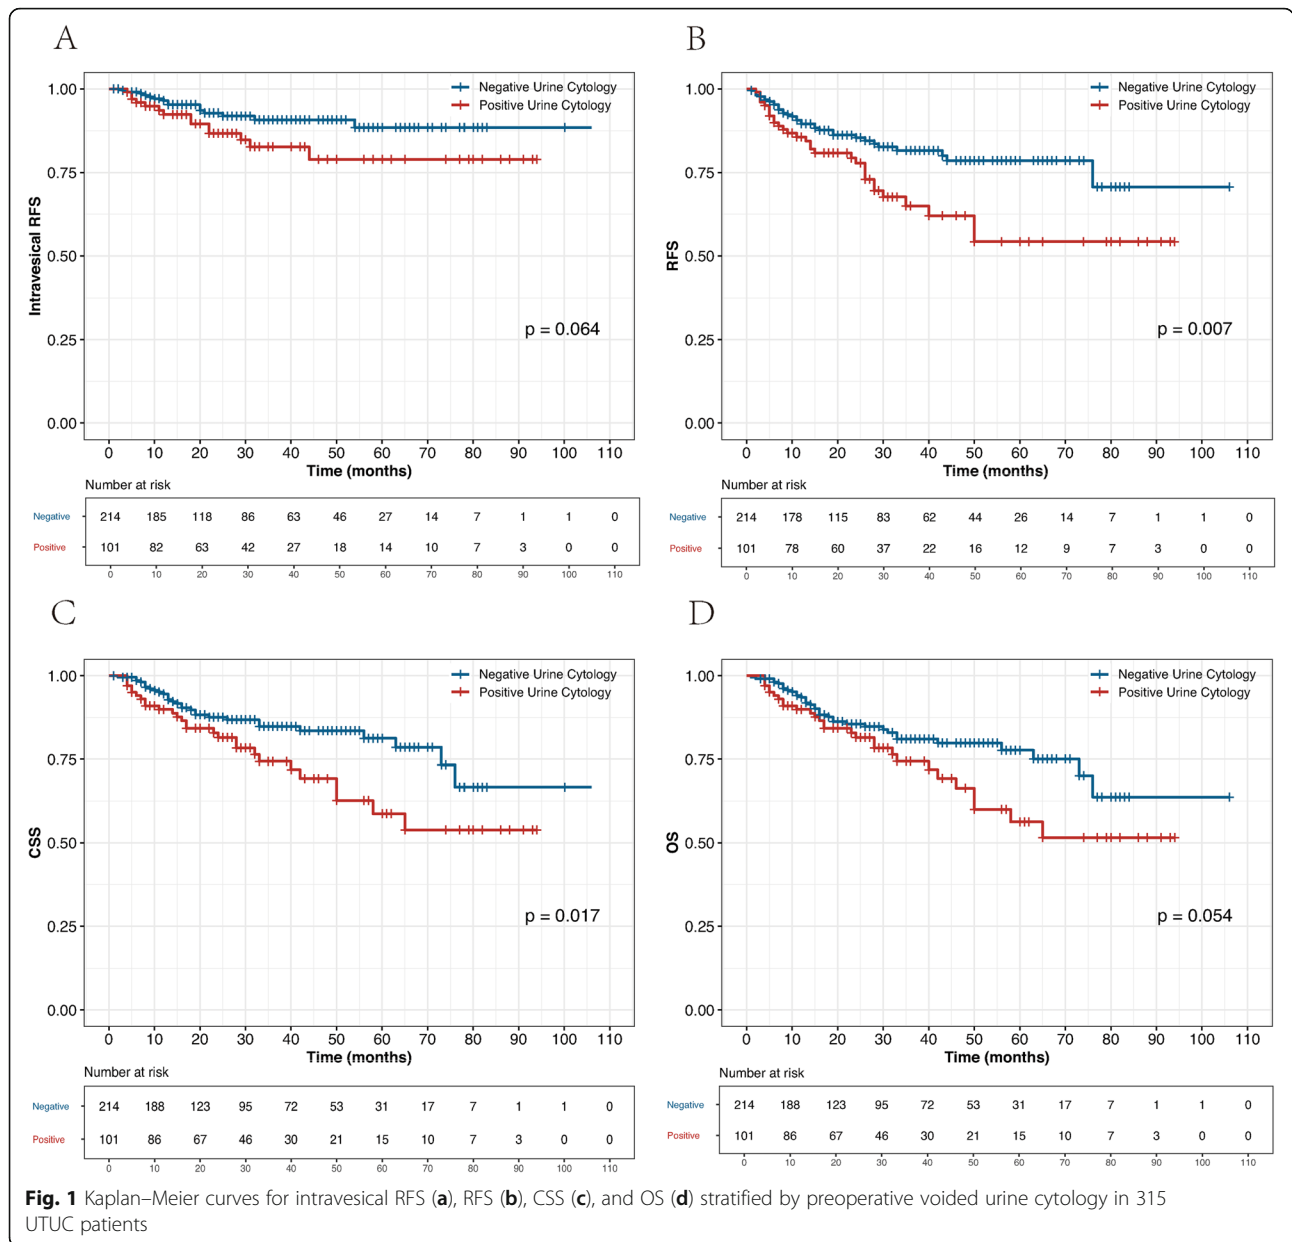 A
1.00
0.75
0.50
0.25
0.00
Intravesical RFS
Negative Urine Cytology
Positive Urine Cytology
p = 0.064
0 10 20 30 40 50 60 70 80 90 100 110
Time (months)
Number at risk
Negative 214 185 118 86 63 46 27 14 7 1 1 0
Positive 101 82 63 42 27 18 14 10 7 3 0 0
0 10 20 30 40 50 60 70 80 90 100 110
B
1.00
0.75
0.50
0.25
0.00
RFS
Negative Urine Cytology
Positive Urine Cytology
p = 0.007
0 10 20 30 40 50 60 70 80 90 100 110
Time (months)
Number at risk
Negative 214 178 115 83 62 44 26 14 7 1 1 0
Positive 101 78 60 37 22 16 12 9 7 3 0 0
0 10 20 30 40 50 60 70 80 90 100 110
C
1.00
0.75
0.50
0.25
0.00
CSS
Negative Urine Cytology
Positive Urine Cytology
p = 0.017
0 10 20 30 40 50 60 70 80 90 100 110
Time (months)
Number at risk
Negative 214 188 123 95 72 53 31 17 7 1 1 0
Positive 101 86 67 46 30 21 15 10 7 3 0 0
0 10 20 30 40 50 60 70 80 90 100 110
D
1.00
0.75
0.50
0.25
0.00
OS
Negative Urine Cytology
Positive Urine Cytology
p = 0.054
0 10 20 30 40 50 60 70 80 90 100 110
Time (months)
Number at risk
Negative 214 188 123 95 72 53 31 17 7 1 1 0
Positive 101 86 67 46 30 21 15 10 7 3 0 0
0 10 20 30 40 50 60 70 80 90 100 110
Fig. 1 Kaplan–Meier curves for intravesical RFS (a), RFS (b), CSS (c), and OS (d) stratified by preoperative voided urine cytology in 315
UTUC patients